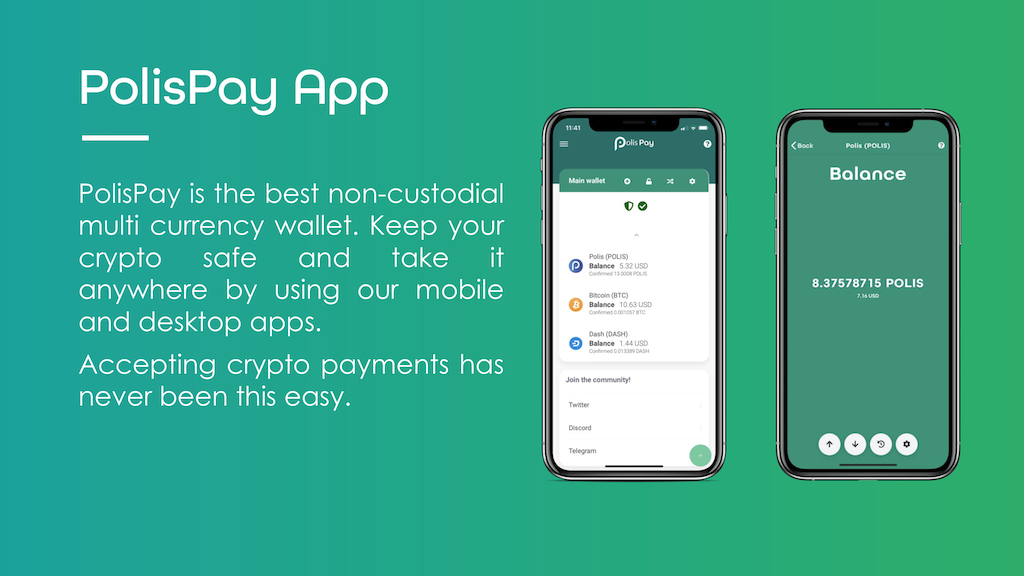 PolisPay App
PolisPay is the best non-custodial
multi currency wallet. Keep your
crypto safe and take it
anywhere by using our mobile
and desktop apps.
Accepting crypto payments has
never been this easy.
11:41
Polis Pay
Main wallet
Polis (POLIS)
Balance 5.32 USD
Confirmed 13.0008 POLIS
Bitcoin (BTC)
Balance 10.63 USD
Confirmed 0.001057 BTC
Dash (DASH)
Balance 1.44 USD
Confirmed 0.013389 DASH
Join the community!
Twitter
Discord
Telegram
Back
Polis (POLIS)
Balance
8.37578715 POLIS
7.16 USD